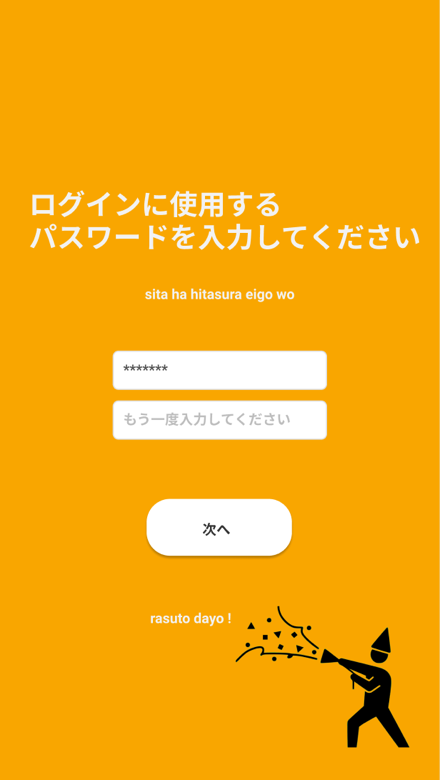 ログインに使用する
パスワードを入力してください
sita ha hitasura eigo wo
*******
もう一度入力してください
次へ
rasuto dayo !